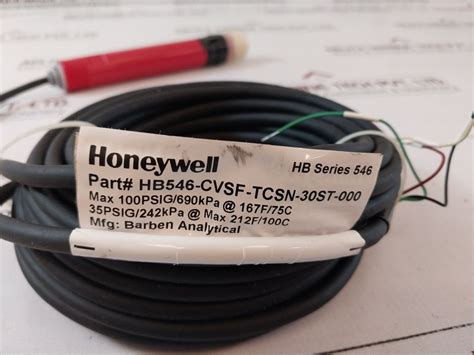 Honeywell
HB Series 546
Part# HB546-CVSF-TCSN-30ST-000
Max 100PSIG/690kPa @ 167F/75C
35PSIG/242kPa @ Max 212F/100C
Mfg: Barben Analytical